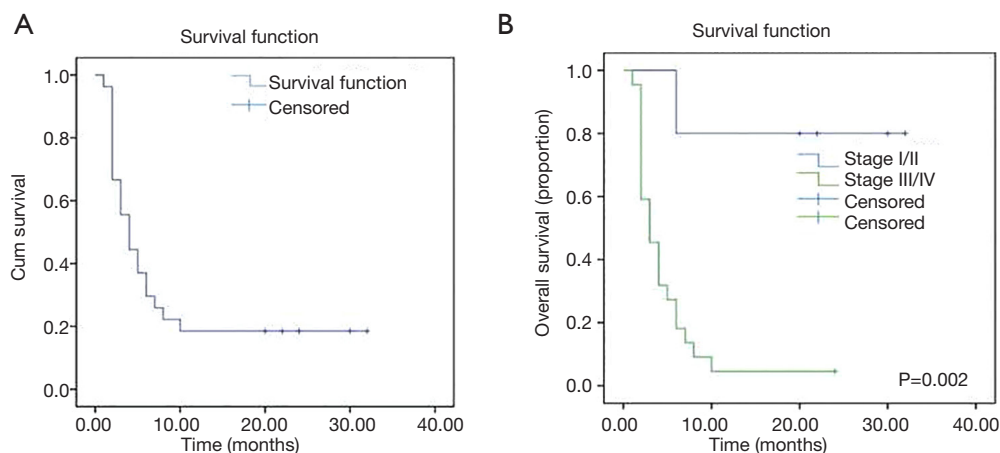 A
Survival function
Survival function
Censored
Cum survival
1.0
0.8
0.6
0.4
0.2
0.0
0.00 10.00 20.00 30.00 40.00
Time (months)
B
Survival function
Stage I/II
Stage III/IV
Censored
Censored
Overall survival (proportion)
1.0
0.8
0.6
0.4
0.2
0.0
P=0.002
0.00 10.00 20.00 30.00 40.00
Time (months)